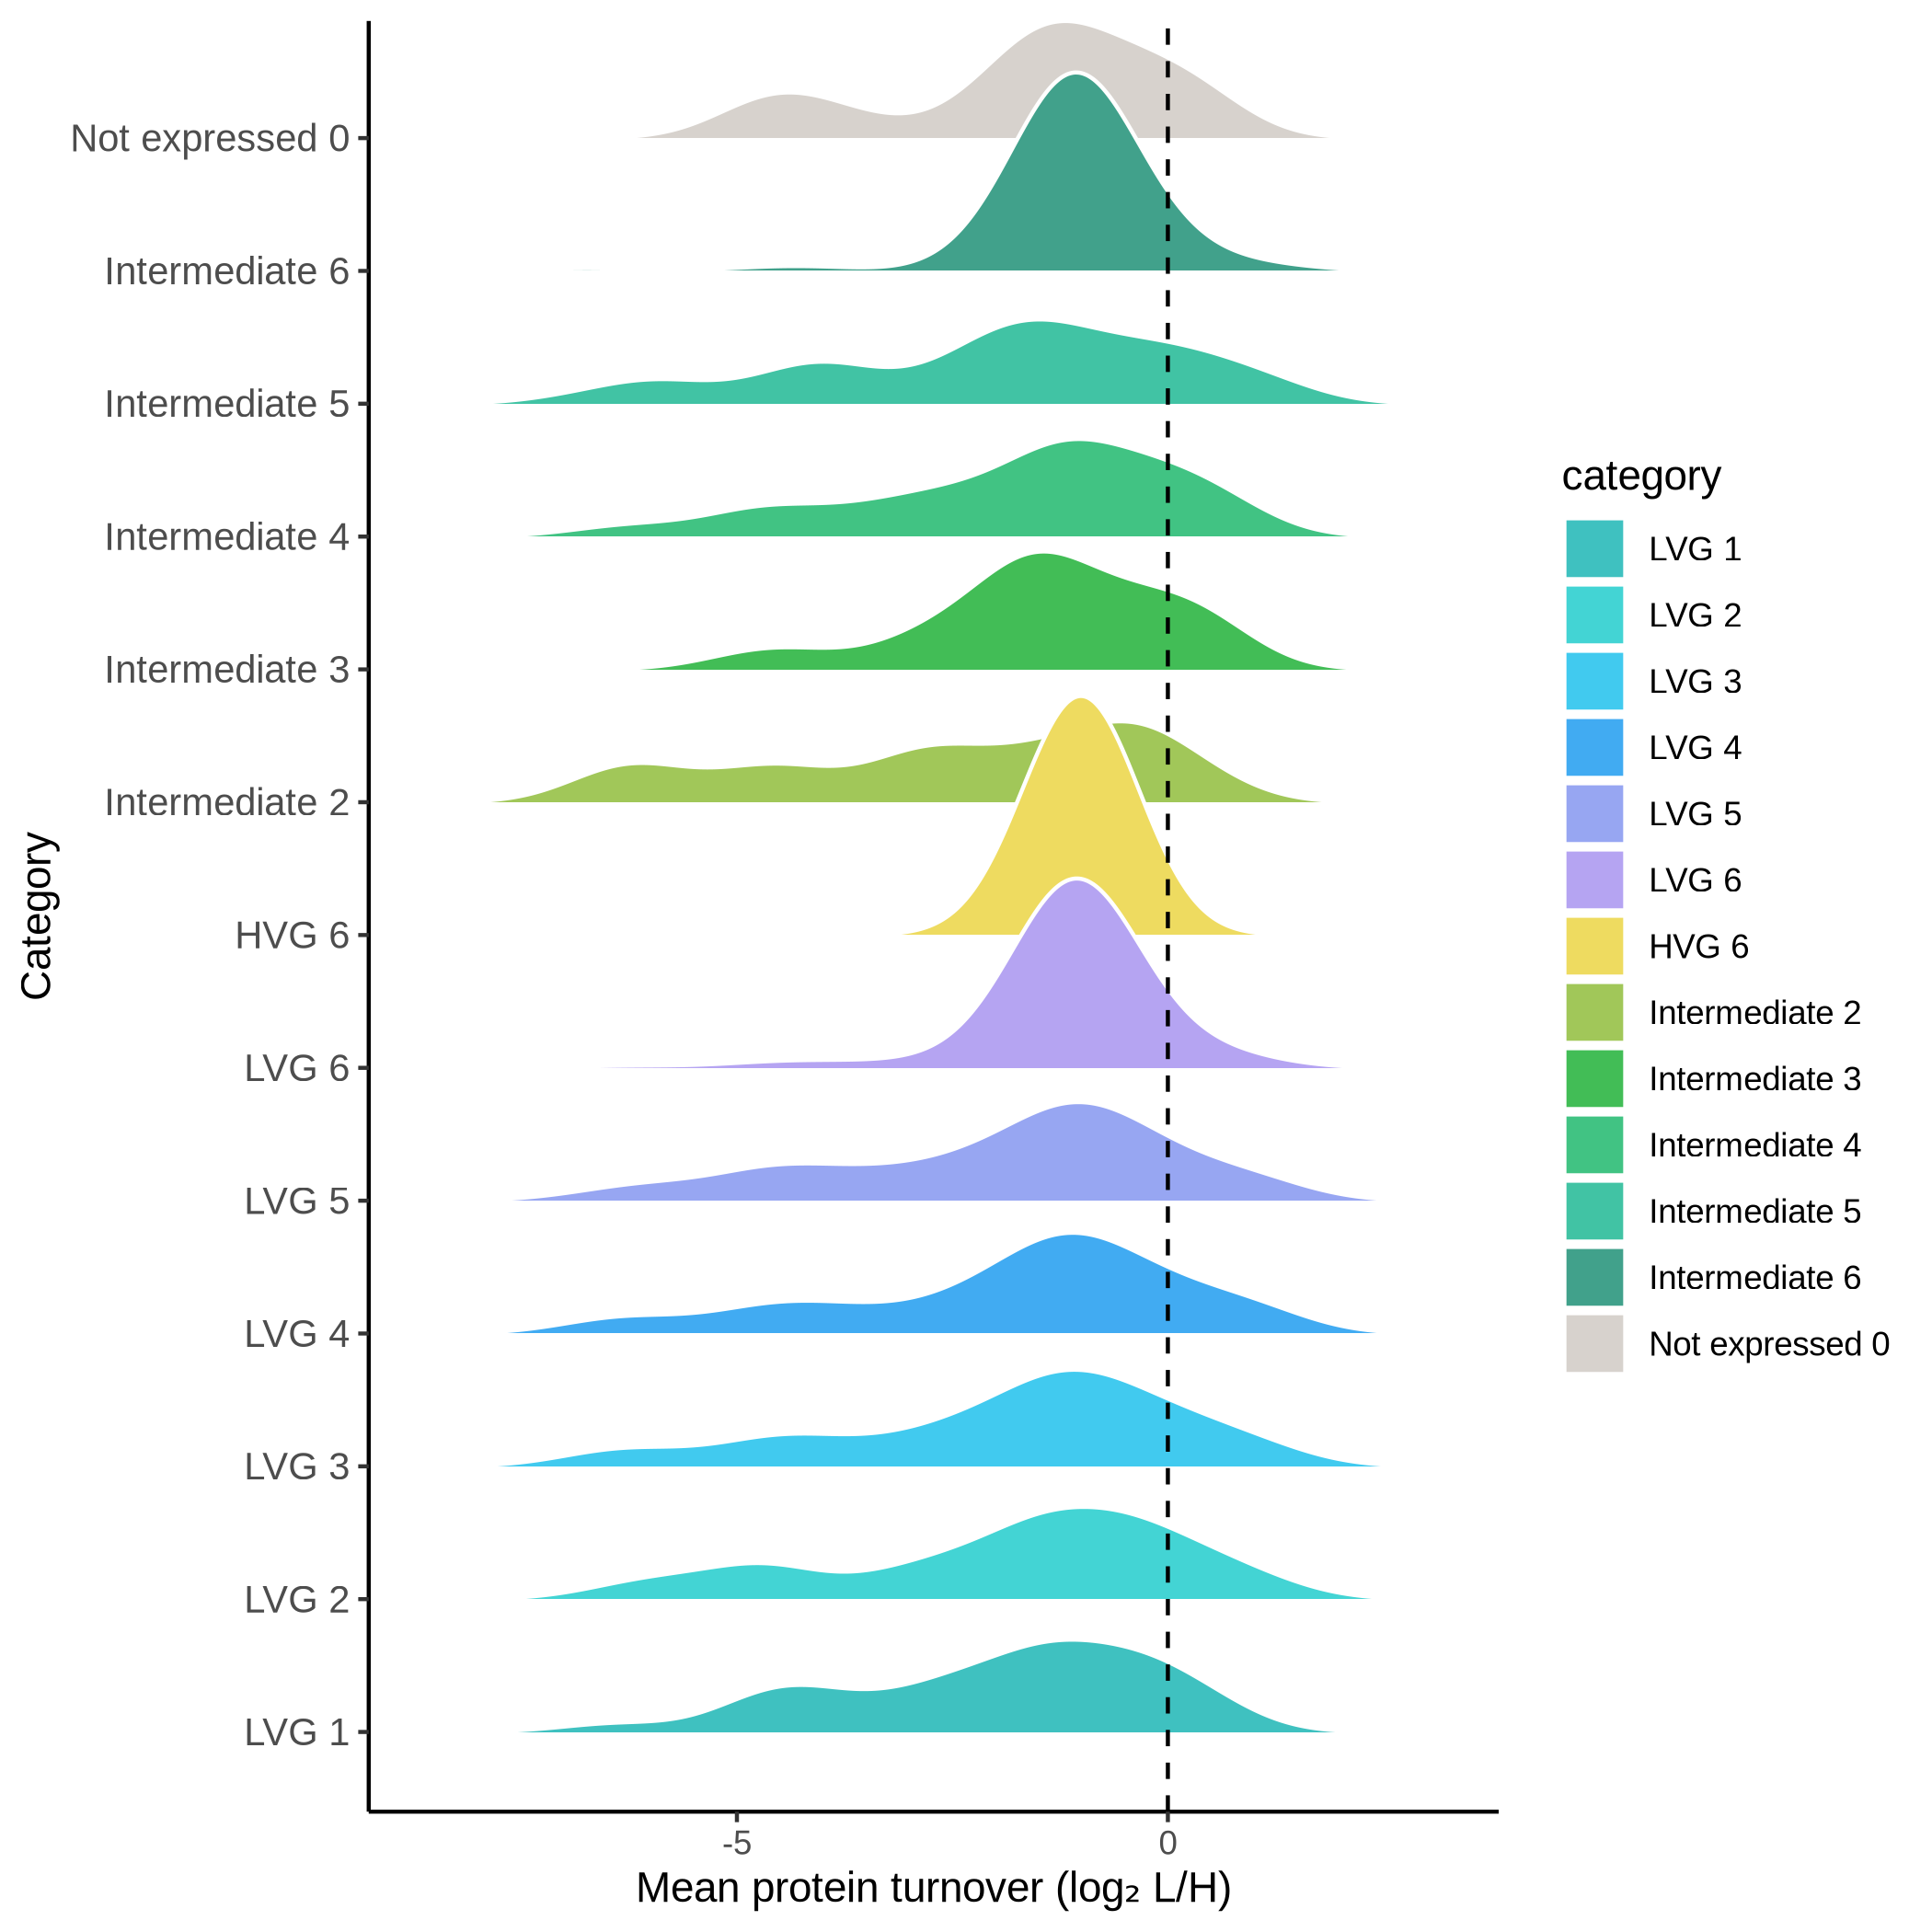 Not expressed 0
Intermediate 6
Intermediate 5
Intermediate 4
Intermediate 3
Intermediate 2
HVG 6
LVG 6
LVG 5
LVG 4
LVG 3
LVG 2
LVG 1
Category
-5
0
Mean protein turnover (log₂ L/H)
category
LVG 1
LVG 2
LVG 3
LVG 4
LVG 5
LVG 6
HVG 6
Intermediate 2
Intermediate 3
Intermediate 4
Intermediate 5
Intermediate 6
Not expressed 0